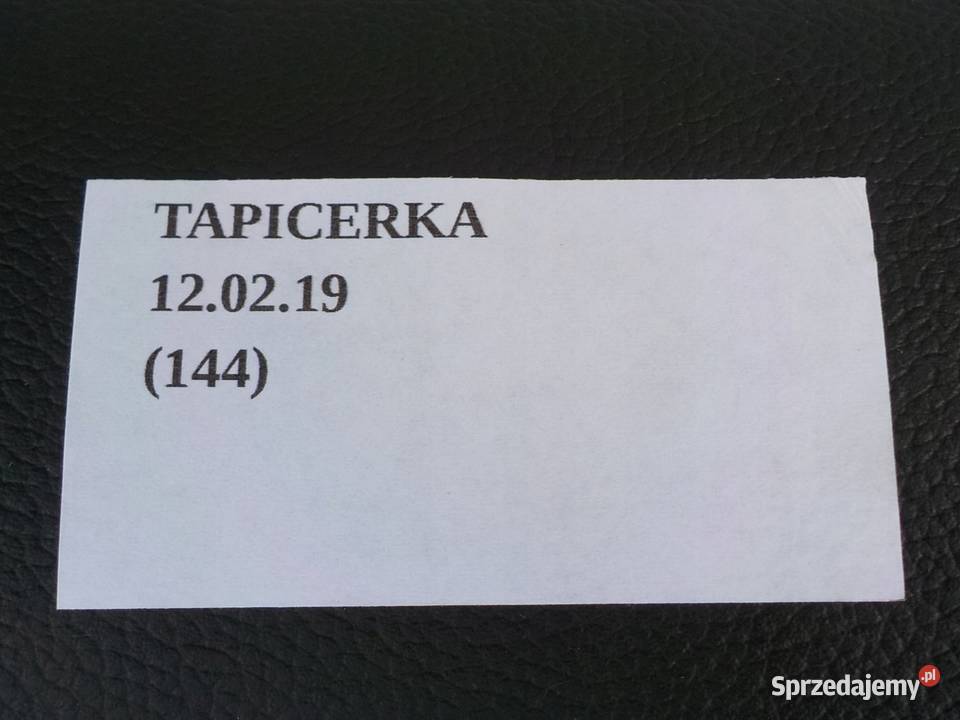 TAPICERKA
12.02.19
(144)
Sprzedajemy.pl